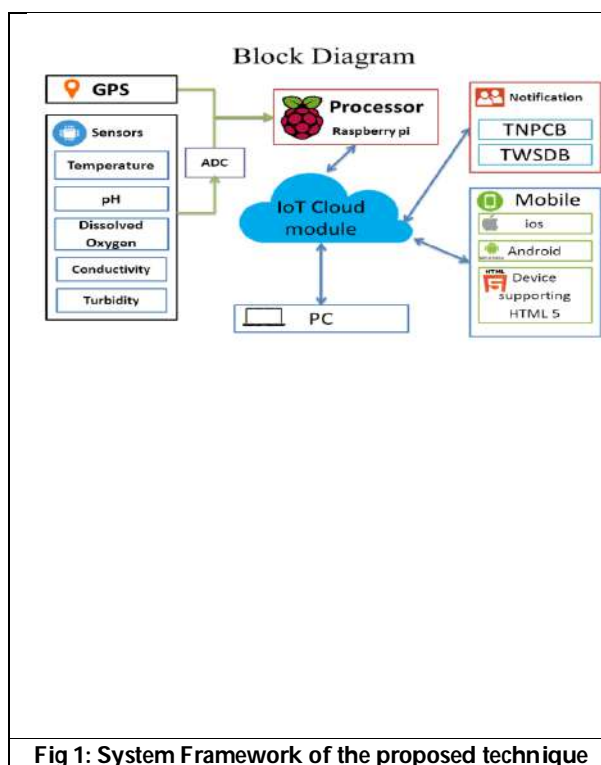 Block Diagram
GPS
Sensors
Temperature
pH
Dissolved
Oxygen
Conductivity
Turbidity
ADC
Processor
Raspberry pi
IoT Cloud
module
PC
Notification
TNPCB
TWSDB
Mobile
ios
Android
HTML
Device
supporting
HTML 5
Fig 1: System Framework of the proposed technique